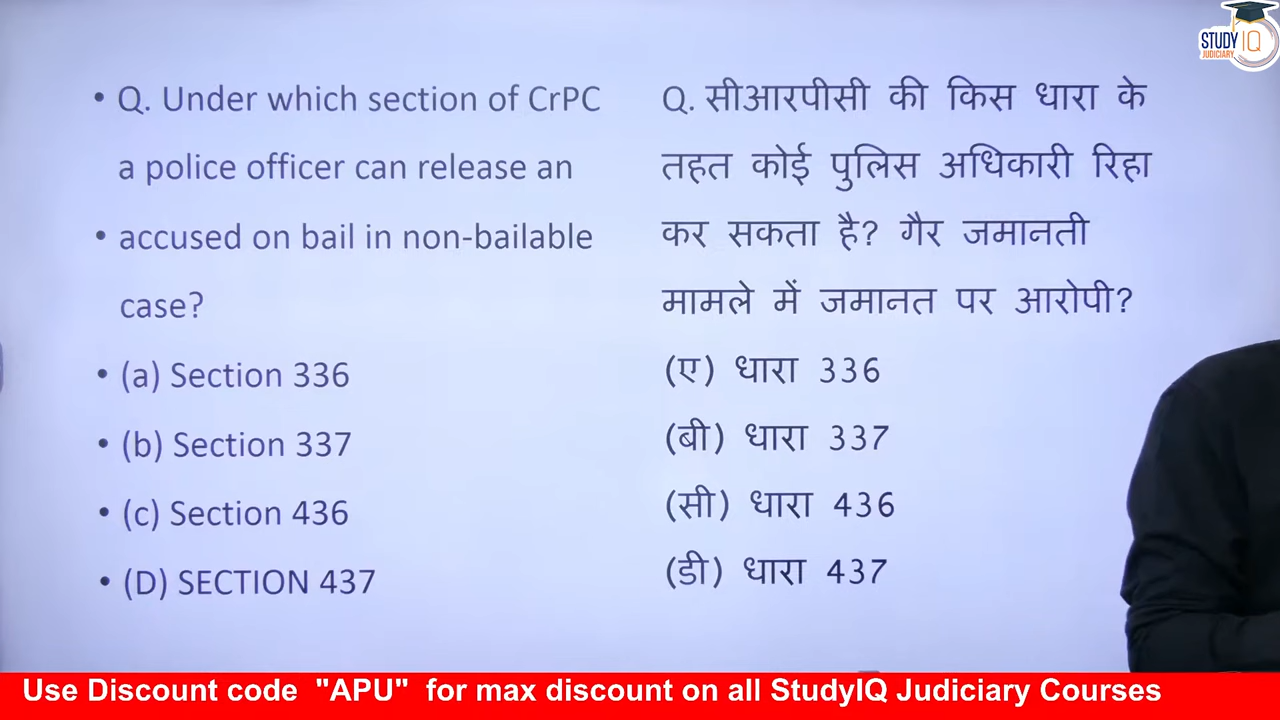 STUDY IQ
JUDICIARY
• Q. Under which section of CrPC
a police officer can release an
• accused on bail in non-bailable
case?
• (a) Section 336
• (b) Section 337
• (c) Section 436
• (D) SECTION 437
Q. सीआरपीसी की किस धारा के
तहत कोई पुलिस अधिकारी रिहा
कर सकता है? गैर जमानती
मामले में जमानत पर आरोपी?
(ए) धारा 336
(बी) धारा 337
(सी) धारा 436
(डी) धारा 437
Use Discount code "APU" for max discount on all StudyIQ Judiciary Courses